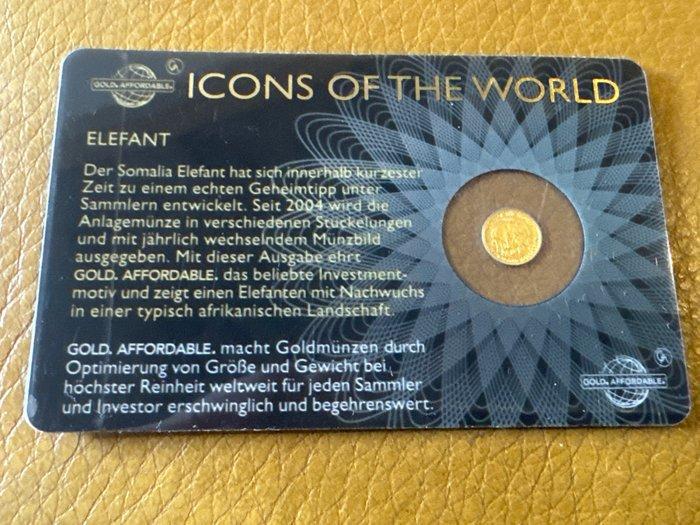 GOLD. AFFORDABLE.
ICONS OF THE WORLD
ELEFANT
Der Somalia Elefant hat sich innerhalb kürzester
Zeit zu einem echten Geheimtipp unter
Sammlern entwickelt. Seit 2004 wird die
Anlagemünze in verschiedenen Stückelungen
und mit jährlich wechselndem Münzbild
ausgegeben. Mit dieser Ausgabe ehrt
GOLD. AFFORDABLE. das beliebte Investment-
motiv und zeigt einen Elefanten mit Nachwuchs
in einer typisch afrikanischen Landschaft.
GOLD. AFFORDABLE. macht Goldmünzen durch
Optimierung von Größe und Gewicht bei
höchster Reinheit weltweit für jeden Sammler
und Investor erschwinglich und begehrenswert.
GOLD. AFFORDABLE.